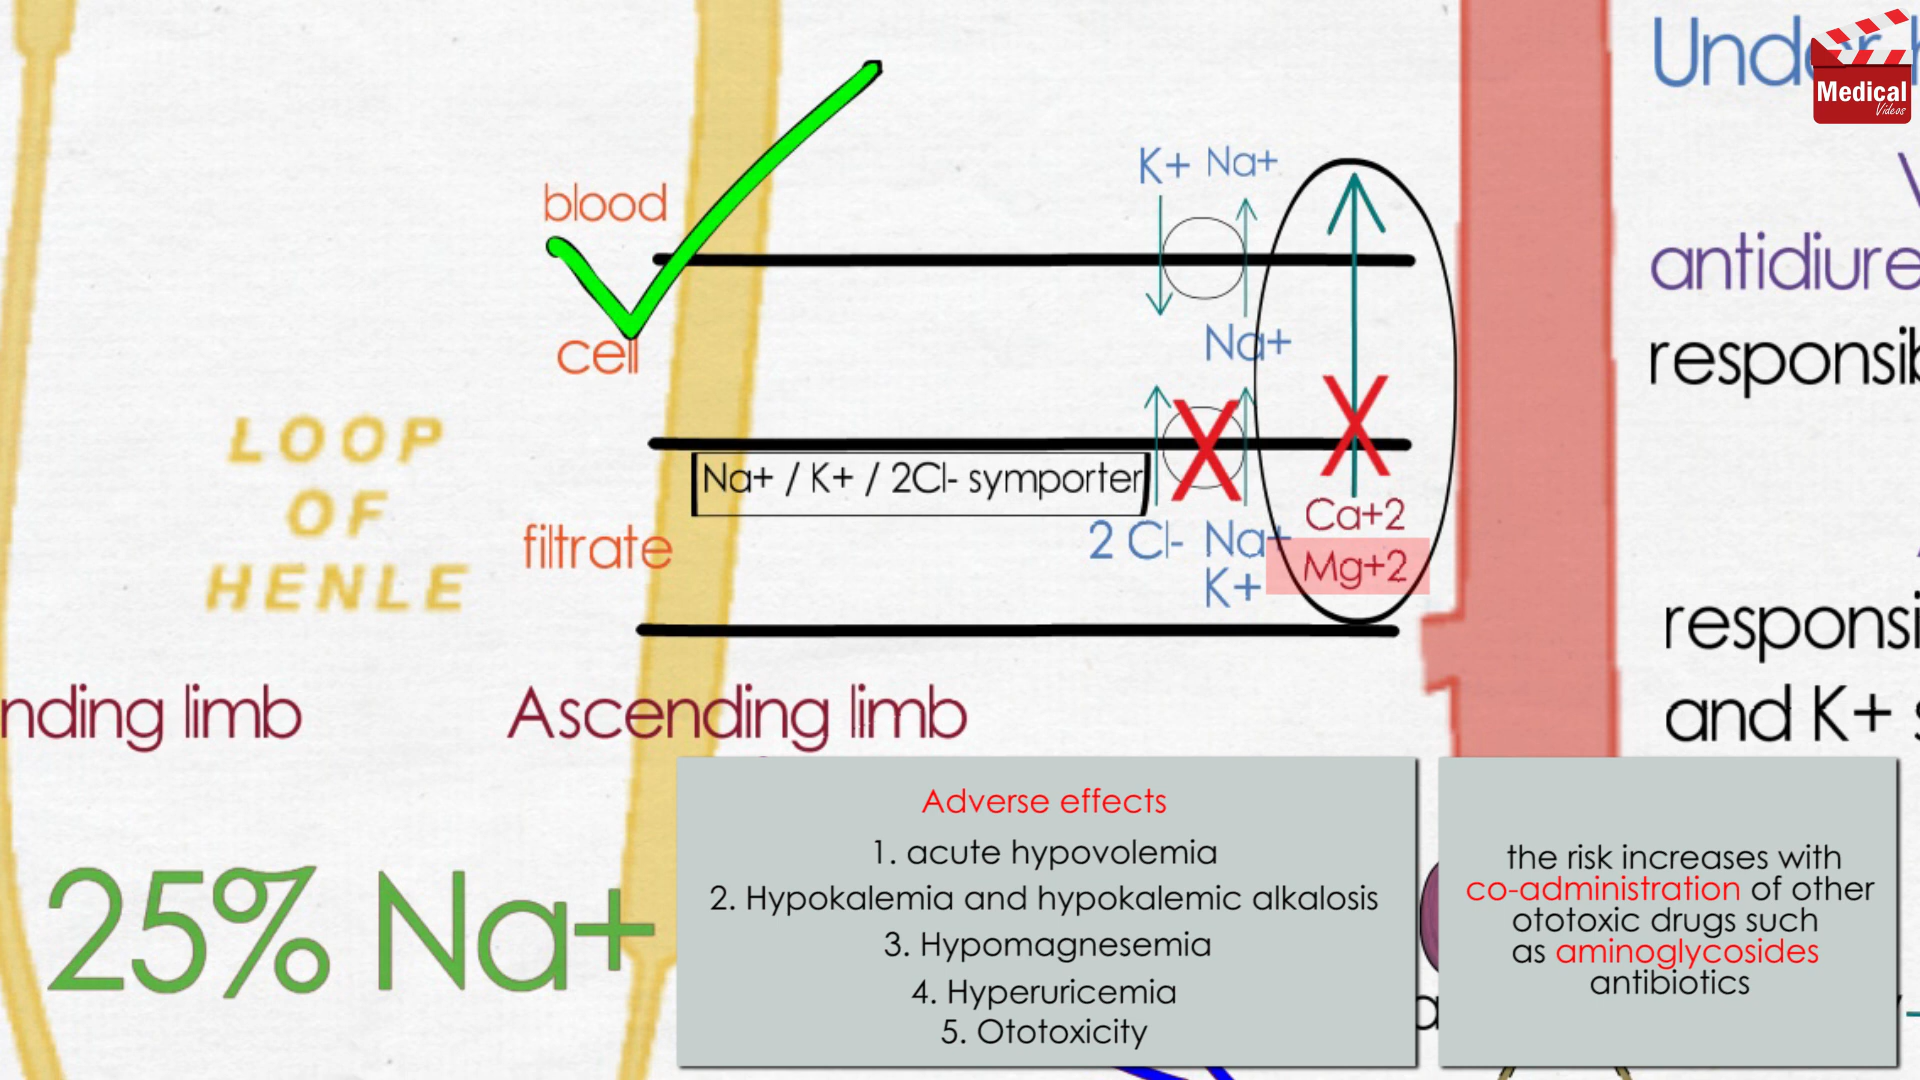 Medical
Videos
K+ Na+
blood
antidiure
Na+
responsib
cell
LOOP
OF
HENLE
Na+ / K+ / 2Cl- symporter
Ca+2
filtrate
2 Cl- Na+
Mg+2
K+
responsi
nding limb
Ascending limb
and K+ s
25% Na+
Adverse effects
1. acute hypovolemia
2. Hypokalemia and hypokalemic alkalosis
3. Hypomagnesemia
4. Hyperuricemia
5. Ototoxicity
the risk increases with
co-administration of other
ototoxic drugs such
as aminoglycosides
antibiotics